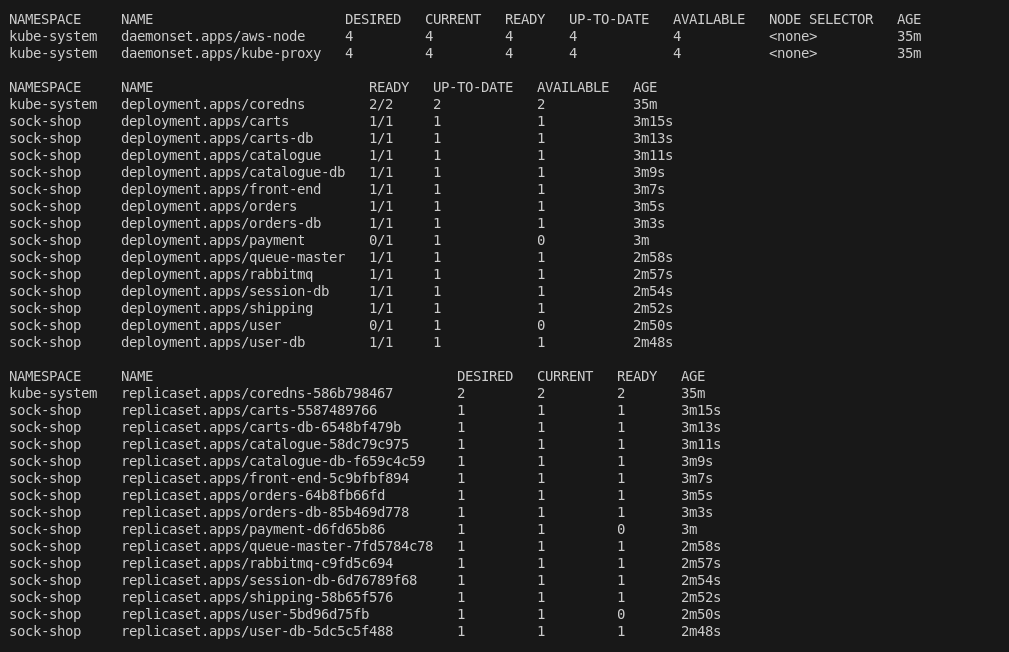 NAMESPACE     NAME                        DESIRED   CURRENT   READY   UP-TO-DATE   AVAILABLE   NODE SELECTOR   AGE
kube-system   daemonset.apps/aws-node     4         4         4       4            4           <none>          35m
kube-system   daemonset.apps/kube-proxy   4         4         4       4            4           <none>          35m

NAMESPACE     NAME                           READY   UP-TO-DATE   AVAILABLE   AGE
kube-system   deployment.apps/coredns        2/2     2            2           35m
sock-shop     deployment.apps/carts          1/1     1            1           3m15s
sock-shop     deployment.apps/carts-db       1/1     1            1           3m13s
sock-shop     deployment.apps/catalogue      1/1     1            1           3m11s
sock-shop     deployment.apps/catalogue-db   1/1     1            1           3m9s
sock-shop     deployment.apps/front-end      1/1     1            1           3m7s
sock-shop     deployment.apps/orders         1/1     1            1           3m5s
sock-shop     deployment.apps/orders-db      1/1     1            1           3m3s
sock-shop     deployment.apps/payment        0/1     1            0           3m
sock-shop     deployment.apps/queue-master   1/1     1            1           2m58s
sock-shop     deployment.apps/rabbitmq       1/1     1            1           2m57s
sock-shop     deployment.apps/session-db     1/1     1            1           2m54s
sock-shop     deployment.apps/shipping       1/1     1            1           2m52s
sock-shop     deployment.apps/user           0/1     1            0           2m50s
sock-shop     deployment.apps/user-db        1/1     1            1           2m48s

NAMESPACE     NAME                                      DESIRED   CURRENT   READY   AGE
kube-system   replicaset.apps/coredns-586b798467        2         2         2       35m
sock-shop     replicaset.apps/carts-5587489766          1         1         1       3m15s
sock-shop     replicaset.apps/carts-db-6548bf479b       1         1         1       3m13s
sock-shop     replicaset.apps/catalogue-58dc79c975      1         1         1       3m11s
sock-shop     replicaset.apps/catalogue-db-f659c4c59    1         1         1       3m9s
sock-shop     replicaset.apps/front-end-5c9bfbf894      1         1         1       3m7s
sock-shop     replicaset.apps/orders-64b8fb66fd         1         1         1       3m5s
sock-shop     replicaset.apps/orders-db-85b469d778      1         1         1       3m3s
sock-shop     replicaset.apps/payment-d6fd65b86         1         1         0       3m
sock-shop     replicaset.apps/queue-master-7fd5784c78   1         1         1       2m58s
sock-shop     replicaset.apps/rabbitmq-c9fd5c694        1         1         1       2m57s
sock-shop     replicaset.apps/session-db-6d76789f68     1         1         1       2m54s
sock-shop     replicaset.apps/shipping-58b65f576        1         1         1       2m52s
sock-shop     replicaset.apps/user-5bd96d75fb           1         1         0       2m50s
sock-shop     replicaset.apps/user-db-5dc5c5f488        1         1         1       2m48s